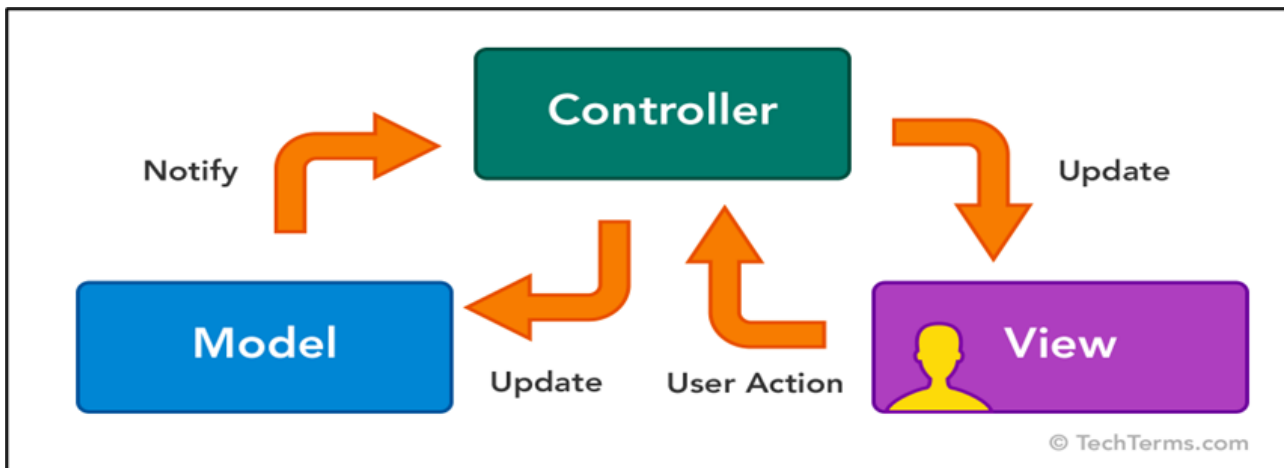 Controller
Notify
Update
Model
View
Update
User Action
© TechTerms.com